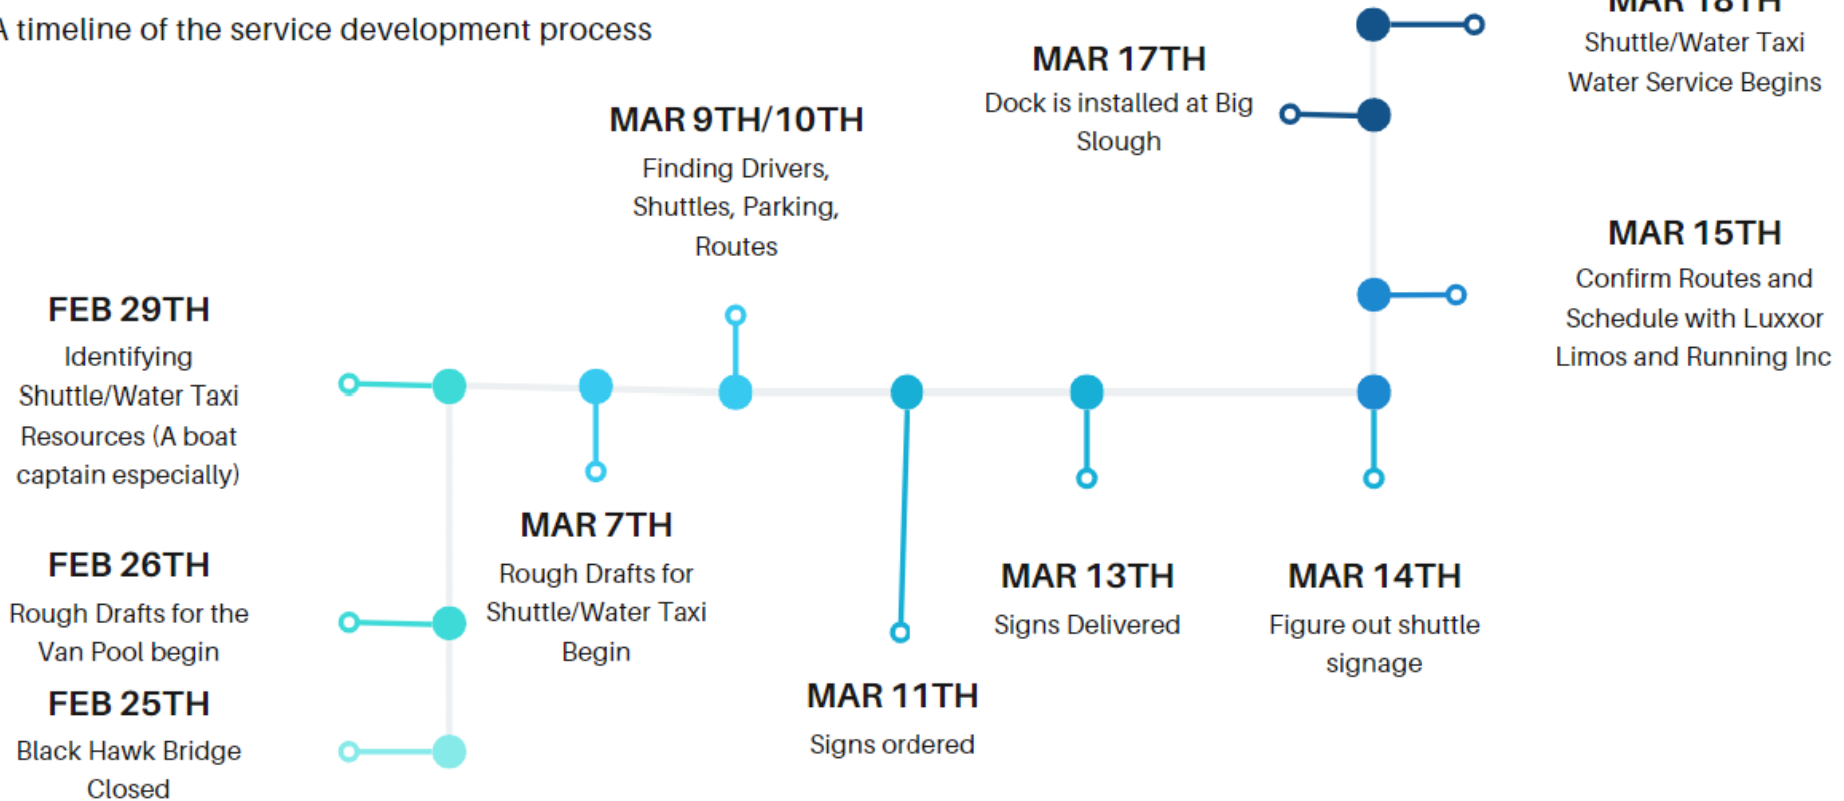 A timeline of the service development process
MAR 18TH
Shuttle/Water Taxi
Water Service Begins
MAR 17TH
Dock is installed at Big
Slough
MAR 9TH/10TH
Finding Drivers,
Shuttles, Parking,
Routes
MAR 15TH
Confirm Routes and
Schedule with Luxxor
Limos and Running Inc
FEB 29TH
Identifying
Shuttle/Water Taxi
Resources (A boat
captain especially)
MAR 7TH
Rough Drafts for
Shuttle/Water Taxi
Begin
FEB 26TH
Rough Drafts for the
Van Pool begin
MAR 13TH
Signs Delivered
MAR 14TH
Figure out shuttle
signage
MAR 11TH
Signs ordered
FEB 25TH
Black Hawk Bridge
Closed